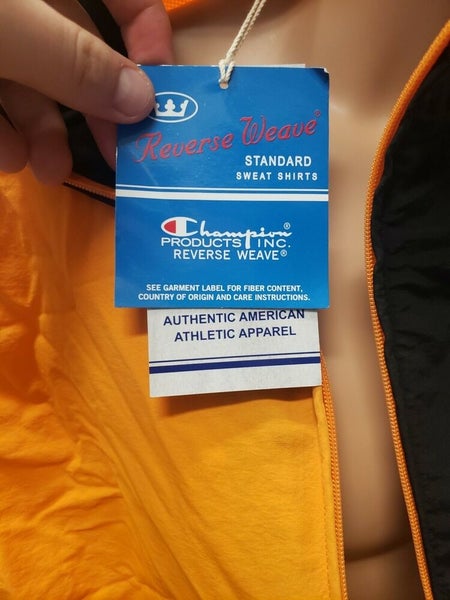 Reverse Weave®
STANDARD
SWEAT SHIRTS
Champion®
PRODUCTS INC.
REVERSE WEAVE®
SEE GARMENT LABEL FOR FIBER CONTENT,
COUNTRY OF ORIGIN AND CARE INSTRUCTIONS.
AUTHENTIC AMERICAN
ATHLETIC APPAREL